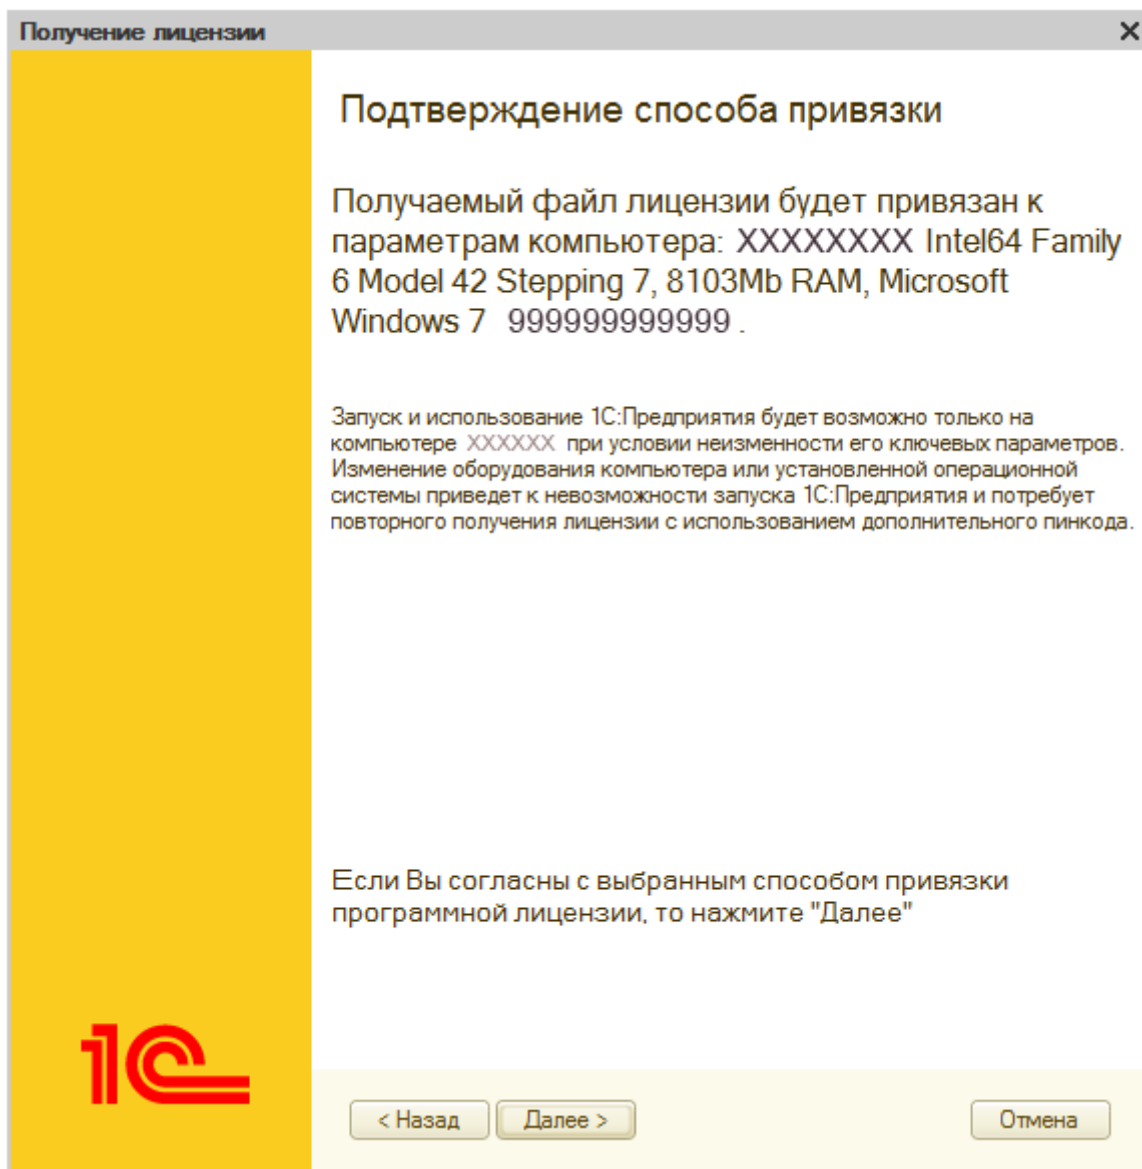 Получение лицензии
Подтверждение способа привязки
Получаемый файл лицензии будет привязан к
параметрам компьютера: XXXXXXXX Intel64 Family
6 Model 42 Stepping 7, 8103Mb RAM, Microsoft
Windows 7 999999999999 .
Запуск и использование 1С:Предприятия будет возможно только на
компьютере XXXXXX при условии неизменности его ключевых параметров.
Изменение оборудования компьютера или установленной операционной
системы приведет к невозможности запуска 1С:Предприятия и потребует
повторного получения лицензии с использованием дополнительного пинкода.
Если Вы согласны с выбранным способом привязки
программной лицензии, то нажмите "Далее"
1С
< Назад Далее > Отмена